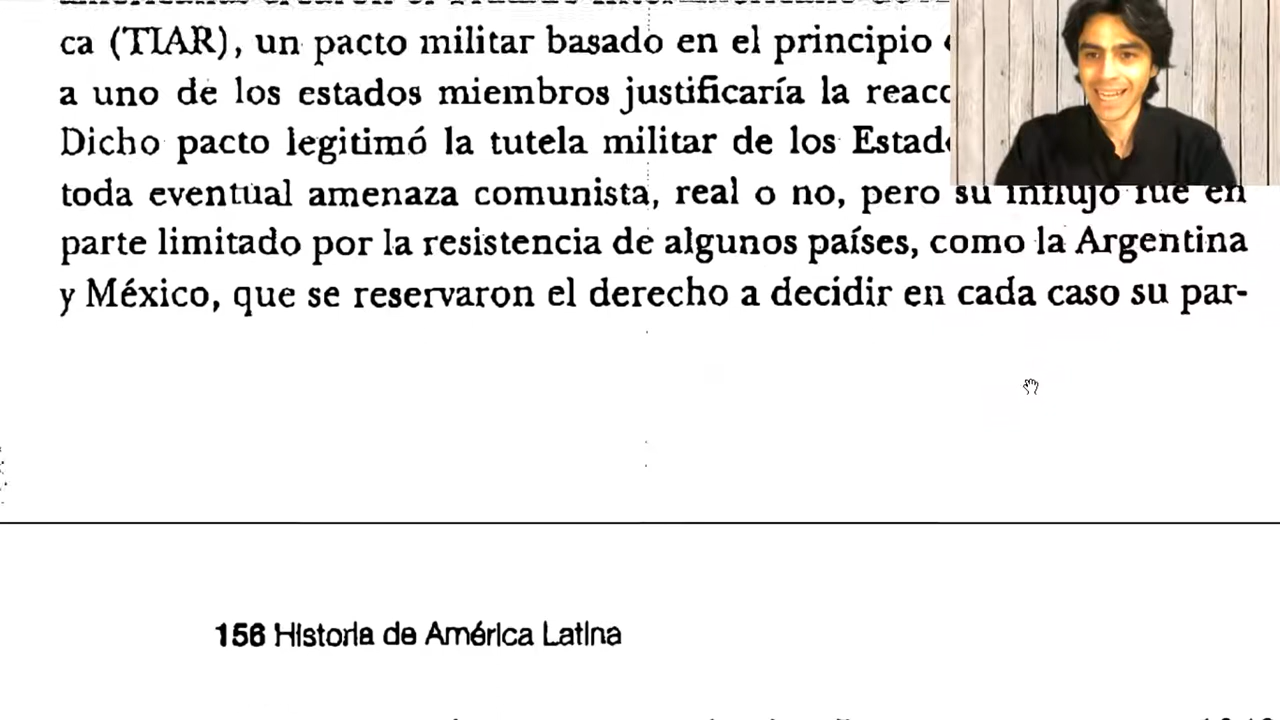 ca (TIAR), un pacto militar basado en el principio
a uno de los estados miembros justificaría la reacc
Dicho pacto legitimó la tutela militar de los Estad
toda eventual amenaza comunista, real o no, pero su influjo fue en
parte limitado por la resistencia de algunos países, como la Argentina
y México, que se reservaron el derecho a decidir en cada caso su par-
156 Historia de América Latina